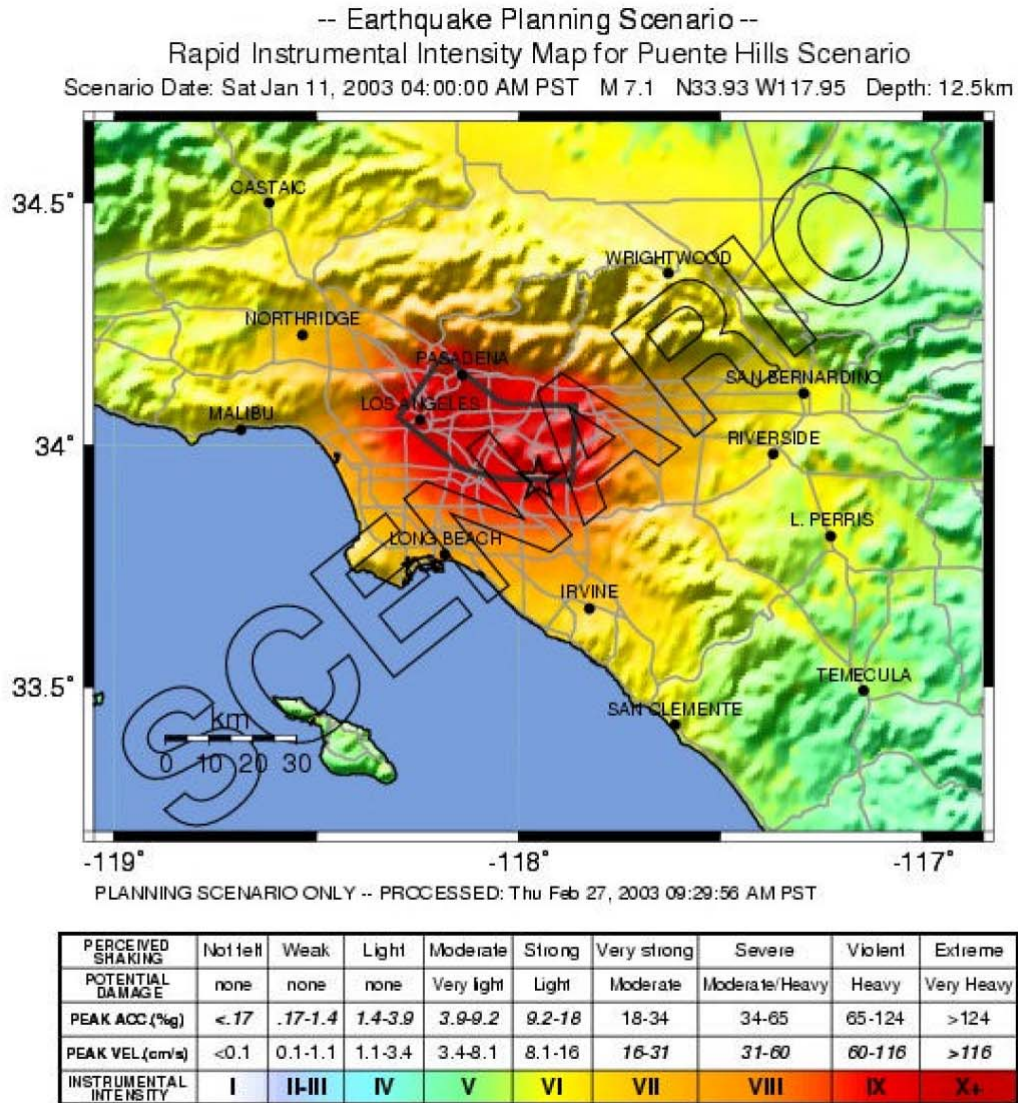 -- Earthquake Planning Scenario --
Rapid Instrumental Intensity Map for Puente Hills Scenario
Scenario Date: Sat Jan 11, 2003 04:00:00 AM PST M 7.1 N33.93 W117.95 Depth: 12.5km
CASTAIC
34.5°
WRIGHTWOOD
NORTHRIDGE
PASADENA
SAN BERNARDINO
LOS ANGELES
MALIBU
34°
RIVERSIDE
L. PERRIS
LONG BEACH
IRVINE
33.5°
TEMECULA
SAN CLEMENTE
km
0 10 20 30
SCENARIO
-119° -118° -117°
PLANNING SCENARIO ONLY -- PROCESSED: Thu Feb 27, 2003 09:29:56 AM PST
PERCEIVED SHAKING Not felt Weak Light Moderate Strong Very strong Severe Violent Extreme
POTENTIAL DAMAGE none none none Very light Light Moderate Moderate/Heavy Heavy Very Heavy
PEAK ACC.(%g) <.17 .17-1.4 1.4-3.9 3.9-9.2 9.2-18 18-34 34-65 65-124 >124
PEAK VEL.(cm/s) <0.1 0.1-1.1 1.1-3.4 3.4-8.1 8.1-16 16-31 31-60 60-116 >116
INSTRUMENTAL INTENSITY I II-III IV V VI VII VIII IX X+